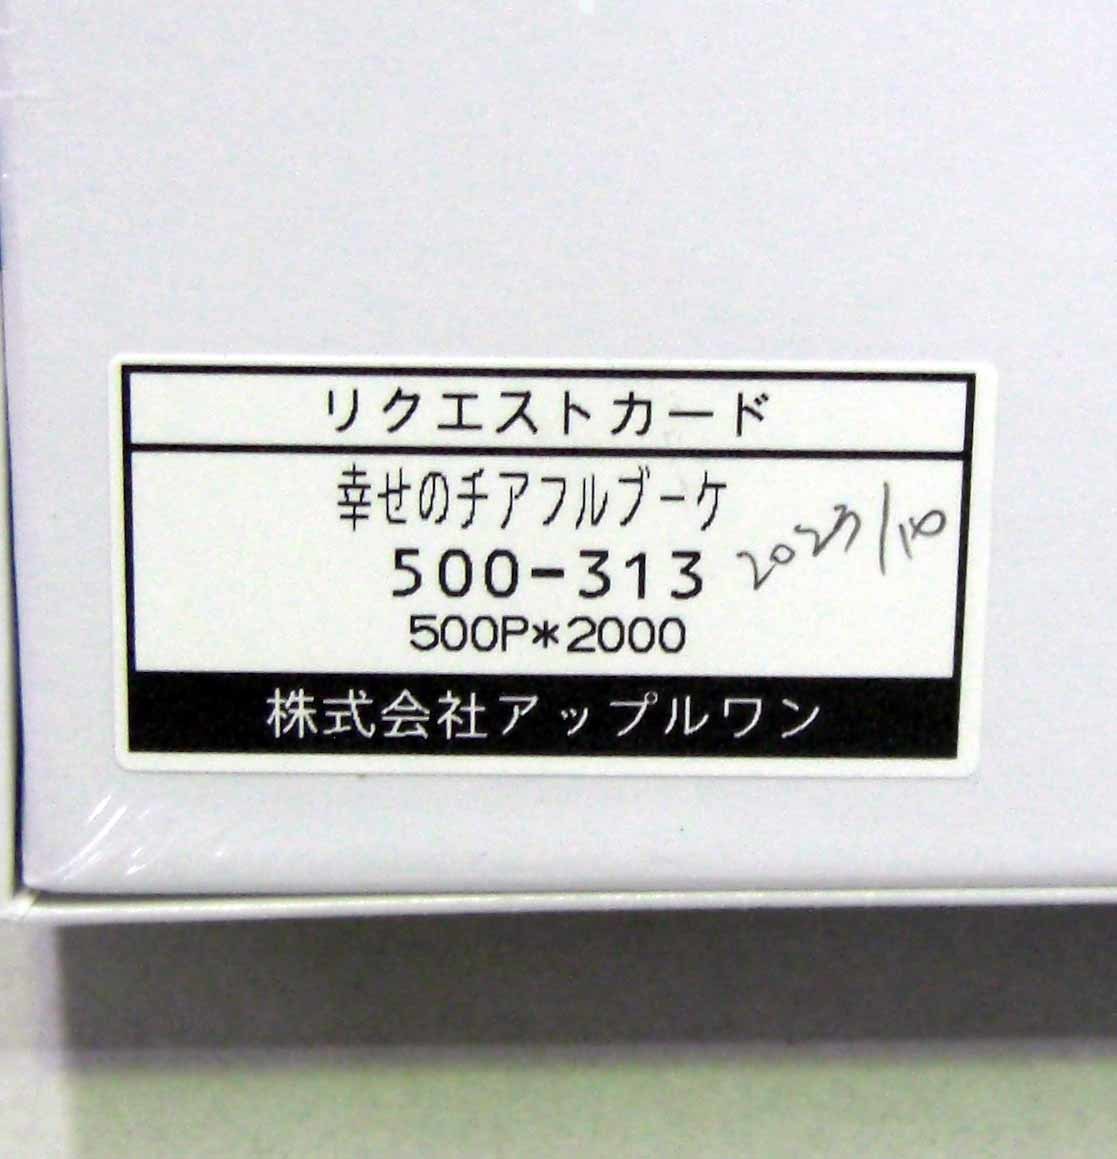 リクエストカード
幸せのチアフルブーケ
500-313
2023/10
500P*2000
株式会社アップルワン